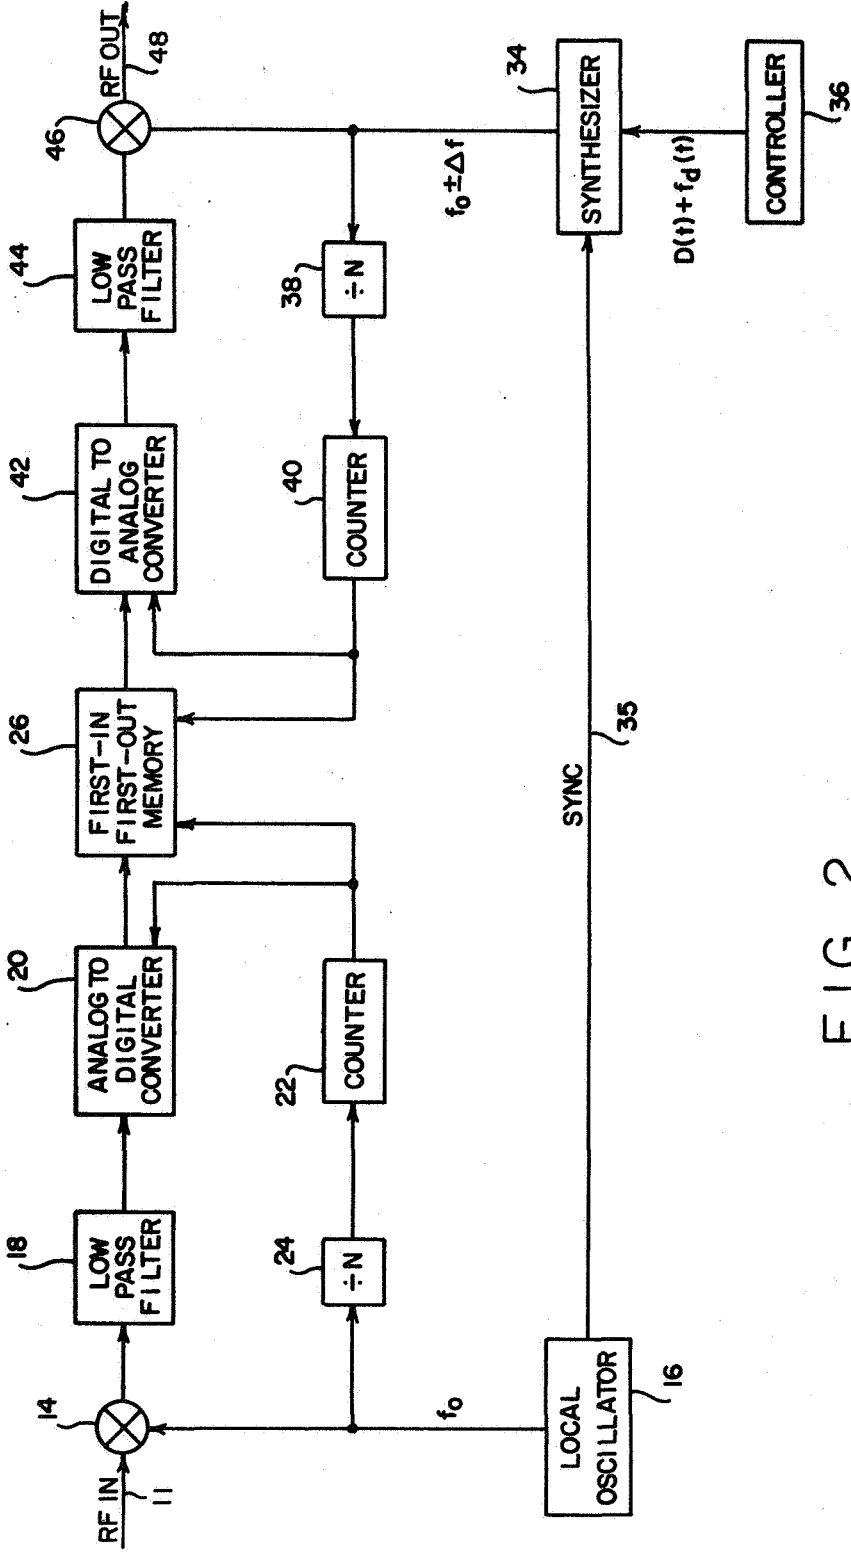 RF IN
11
14
LOW
PASS
FILTER
18
ANALOG TO
DIGITAL
CONVERTER
20
FIRST-IN
FIRST-OUT
MEMORY
26
DIGITAL TO
ANALOG
CONVERTER
42
LOW
PASS
FILTER
44
46
RF OUT
48
÷N
24
COUNTER
22
COUNTER
40
÷N
38
f₀
f₀±Δf
LOCAL
OSCILLATOR
16
SYNC
35
SYNTHESIZER
34
D(t)+f_d(t)
CONTROLLER
36
FIG 2